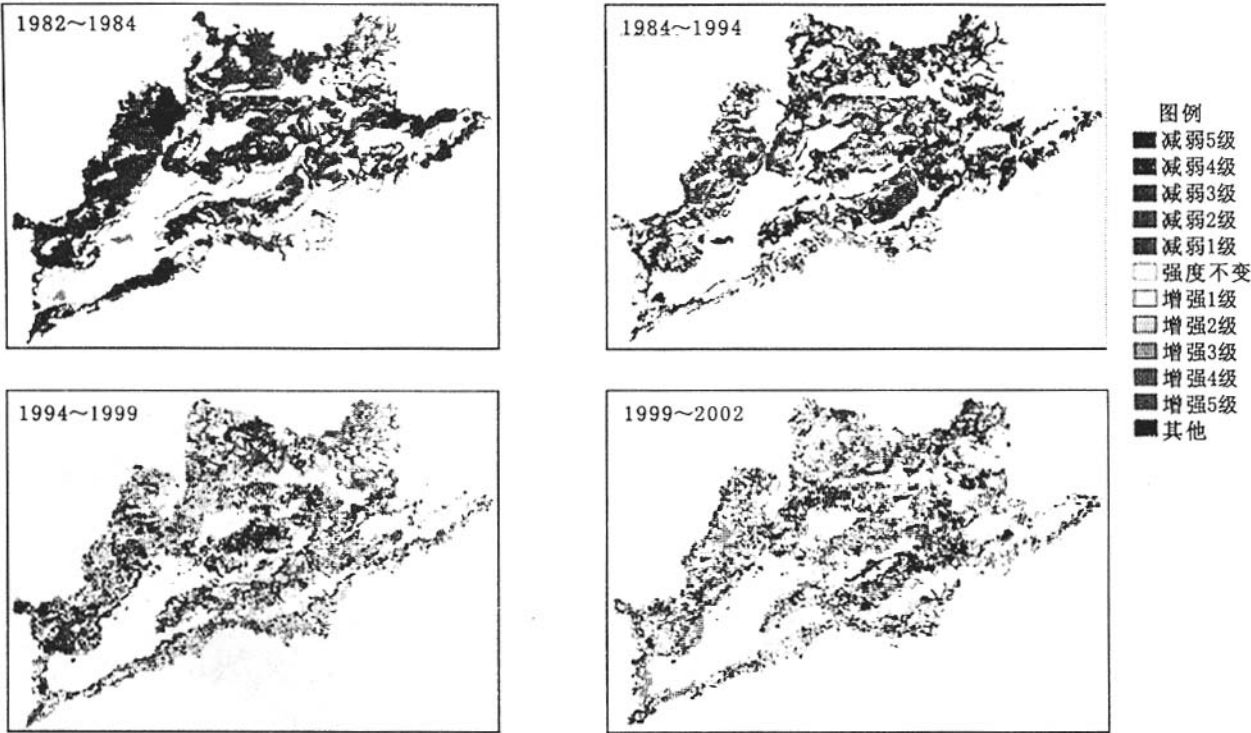 1982～1984
1984～1994
1994～1999
1999～2002
图例
减弱5级
减弱4级
减弱3级
减弱2级
减弱1级
强度不变
增强1级
增强2级
增强3级
增强4级
增强5级
其他